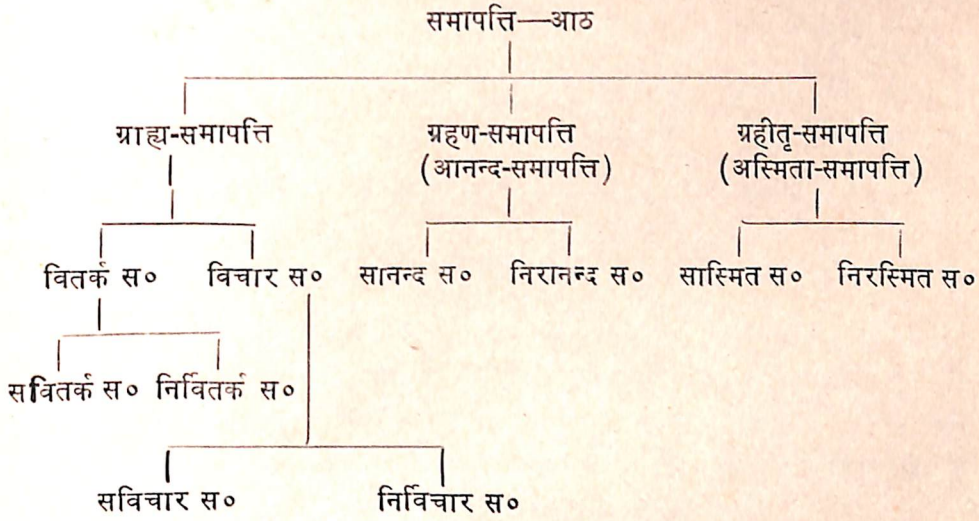 समापत्ति—आठ
ग्राह्य-समापत्ति ग्रहण-समापत्ति ग्रहीतृ-समापत्ति
(आनन्द-समापत्ति) (अस्मिता-समापत्ति)
वितर्क स० विचार स० सानन्द स० निरानन्द स० सास्मित स० निरस्मित स०
सवितर्क स० निर्वितर्क स०
सविचार स० निर्विचार स०